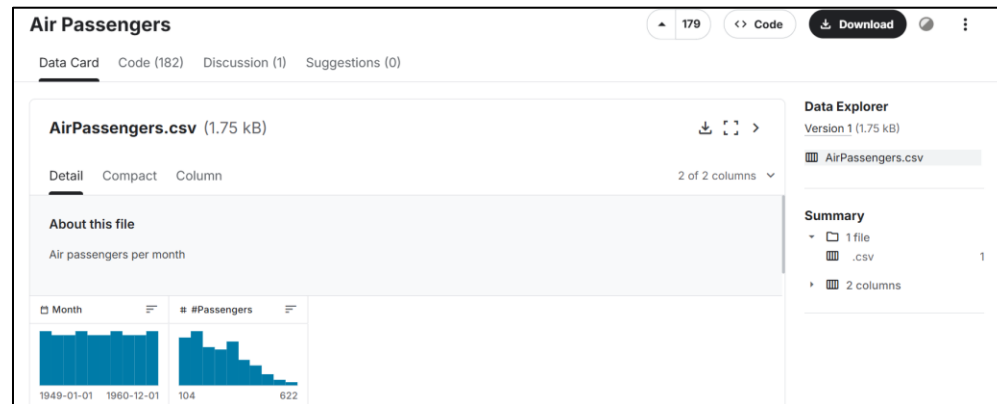 Air Passengers
179
<> Code
Download
Data Card Code (182) Discussion (1) Suggestions (0)
AirPassengers.csv (1.75 kB)
Detail Compact Column
2 of 2 columns
About this file
Air passengers per month
Month
# #Passengers
1949-01-01 1960-12-01
104 622
Data Explorer
Version 1 (1.75 kB)
AirPassengers.csv
Summary
1 file
.csv 1
2 columns